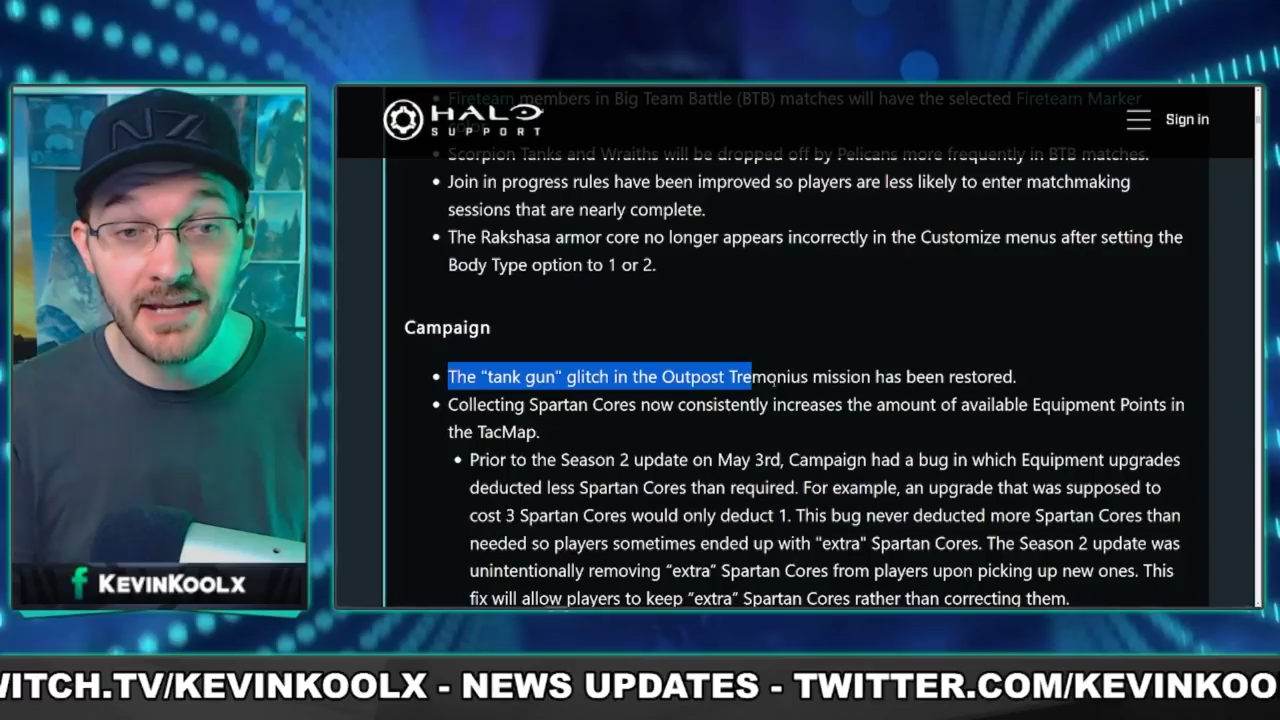 Fireteam members in Big Team Battle (BTB) matches will have the selected Fireteam Marker
HALO
SUPPORT
Sign in
Scorpion Tanks and Wraiths will be dropped off by Pelicans more frequently in BTB matches.
• Join in progress rules have been improved so players are less likely to enter matchmaking
sessions that are nearly complete.
• The Rakshasa armor core no longer appears incorrectly in the Customize menus after setting the
Body Type option to 1 or 2.
Campaign
• The "tank gun" glitch in the Outpost Tremonius mission has been restored.
• Collecting Spartan Cores now consistently increases the amount of available Equipment Points in
the TacMap.
• Prior to the Season 2 update on May 3rd, Campaign had a bug in which Equipment upgrades
deducted less Spartan Cores than required. For example, an upgrade that was supposed to
cost 3 Spartan Cores would only deduct 1. This bug never deducted more Spartan Cores than
needed so players sometimes ended up with "extra" Spartan Cores. The Season 2 update was
unintentionally removing “extra” Spartan Cores from players upon picking up new ones. This
fix will allow players to keep “extra” Spartan Cores rather than correcting them.
NZ
f KEVINKOOLX
WITCH.TV/KEVINKOOLX - NEWS UPDATES - TWITTER.COM/KEVINKOO